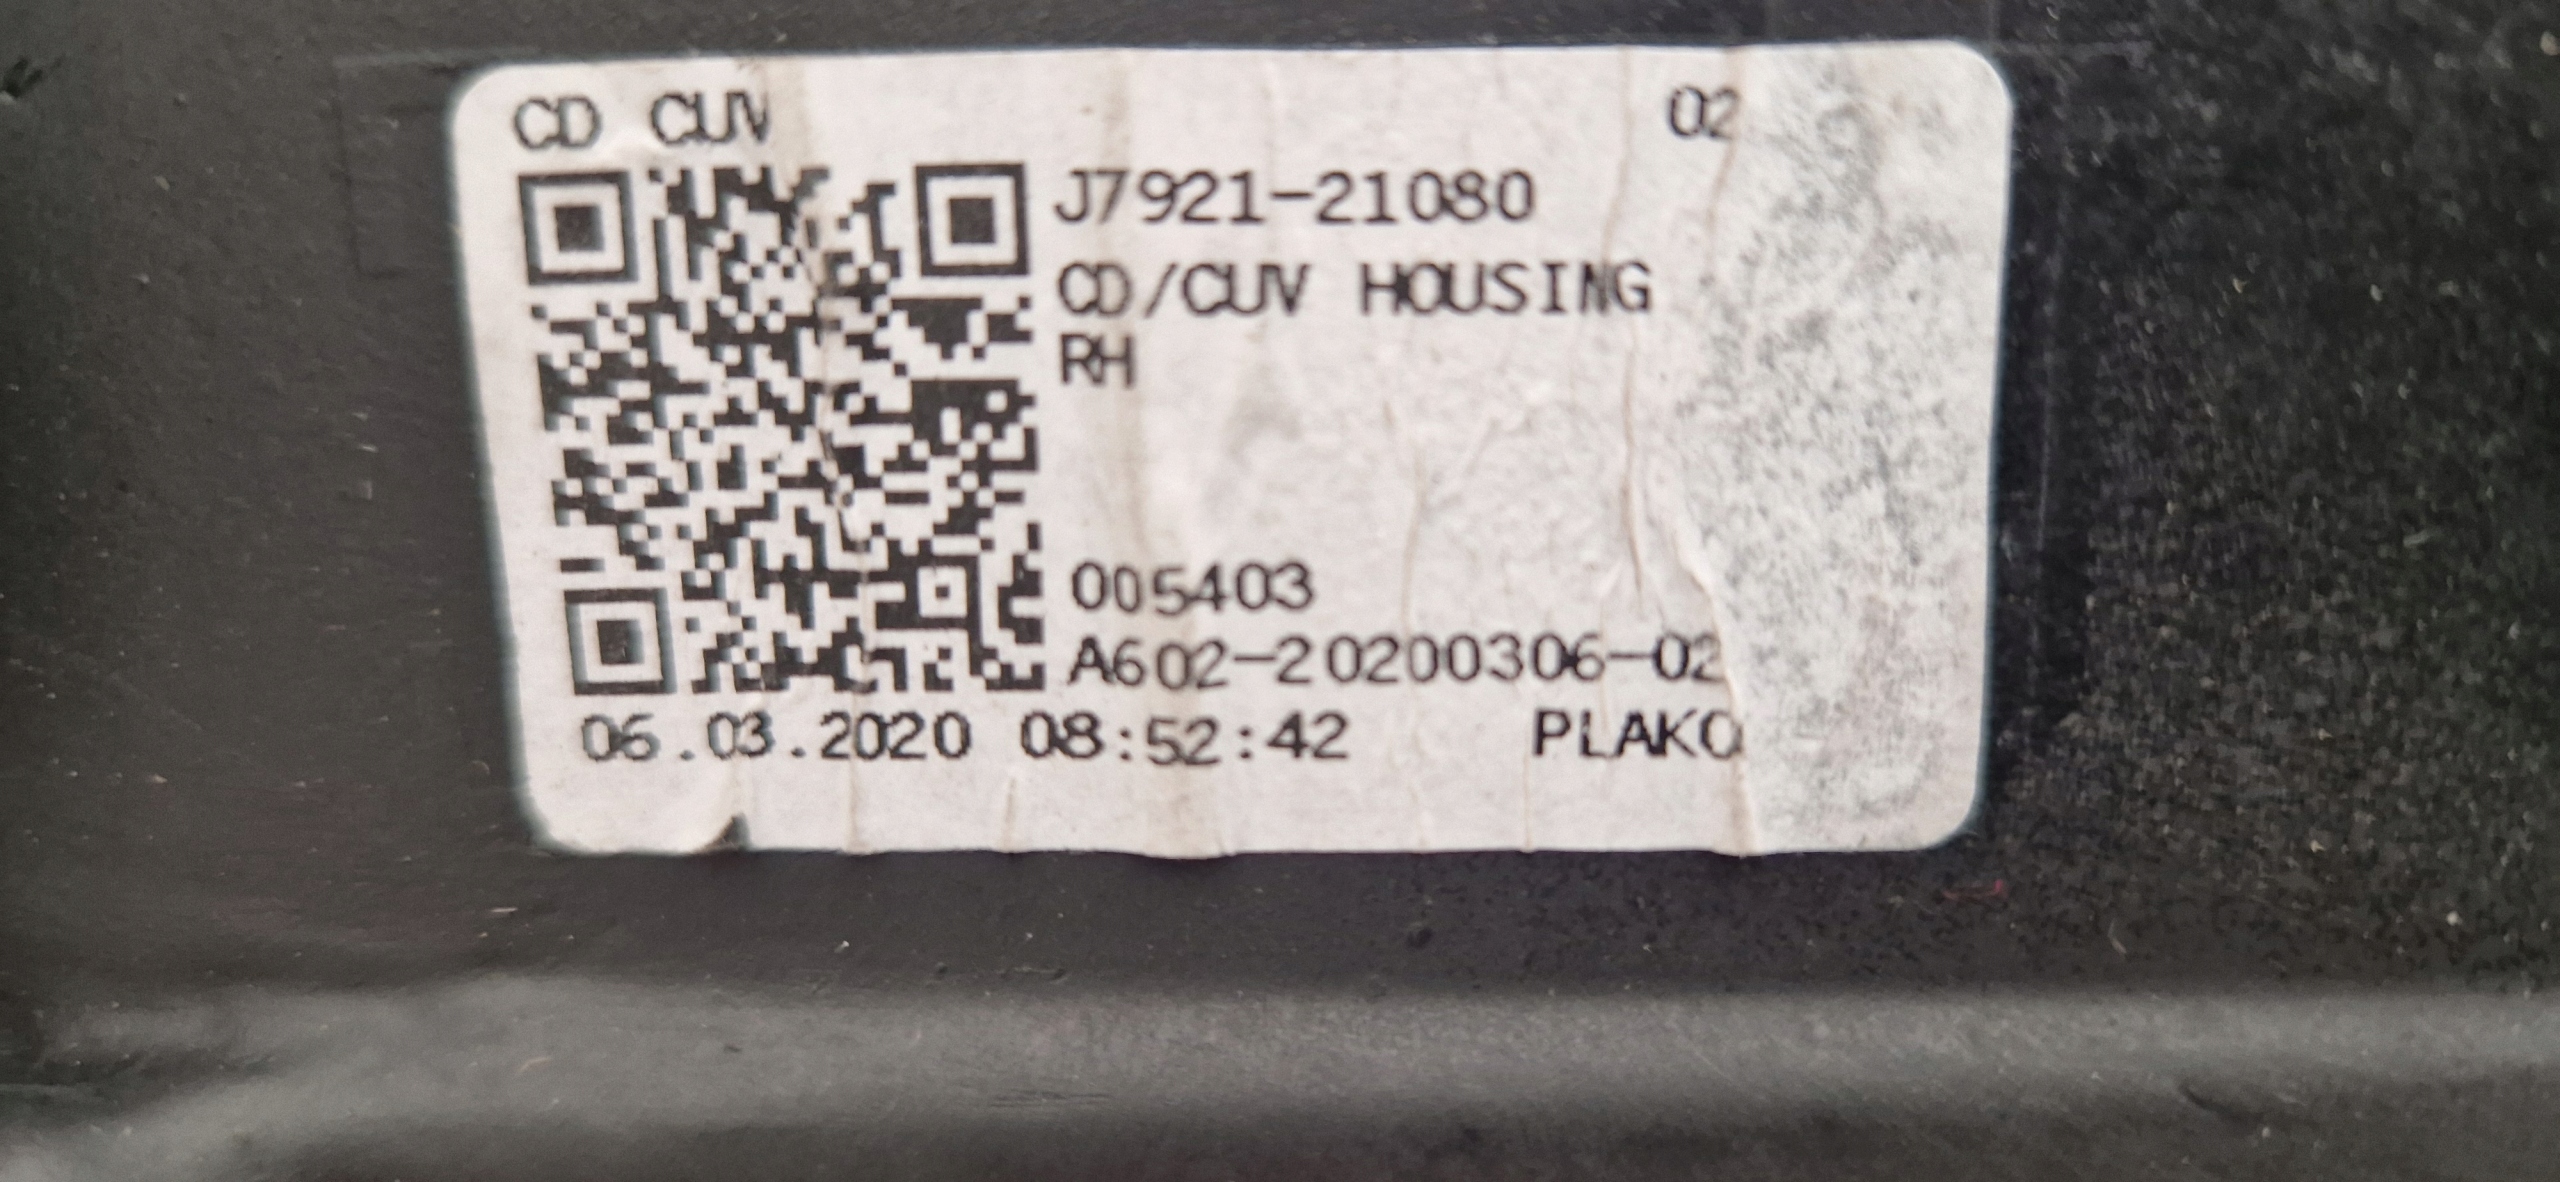 CD CUV 02
J7921-21080
CD/CUV HOUSING
RH
005403
A602-20200306-02
06.03.2020 08:52:42 PLAKO